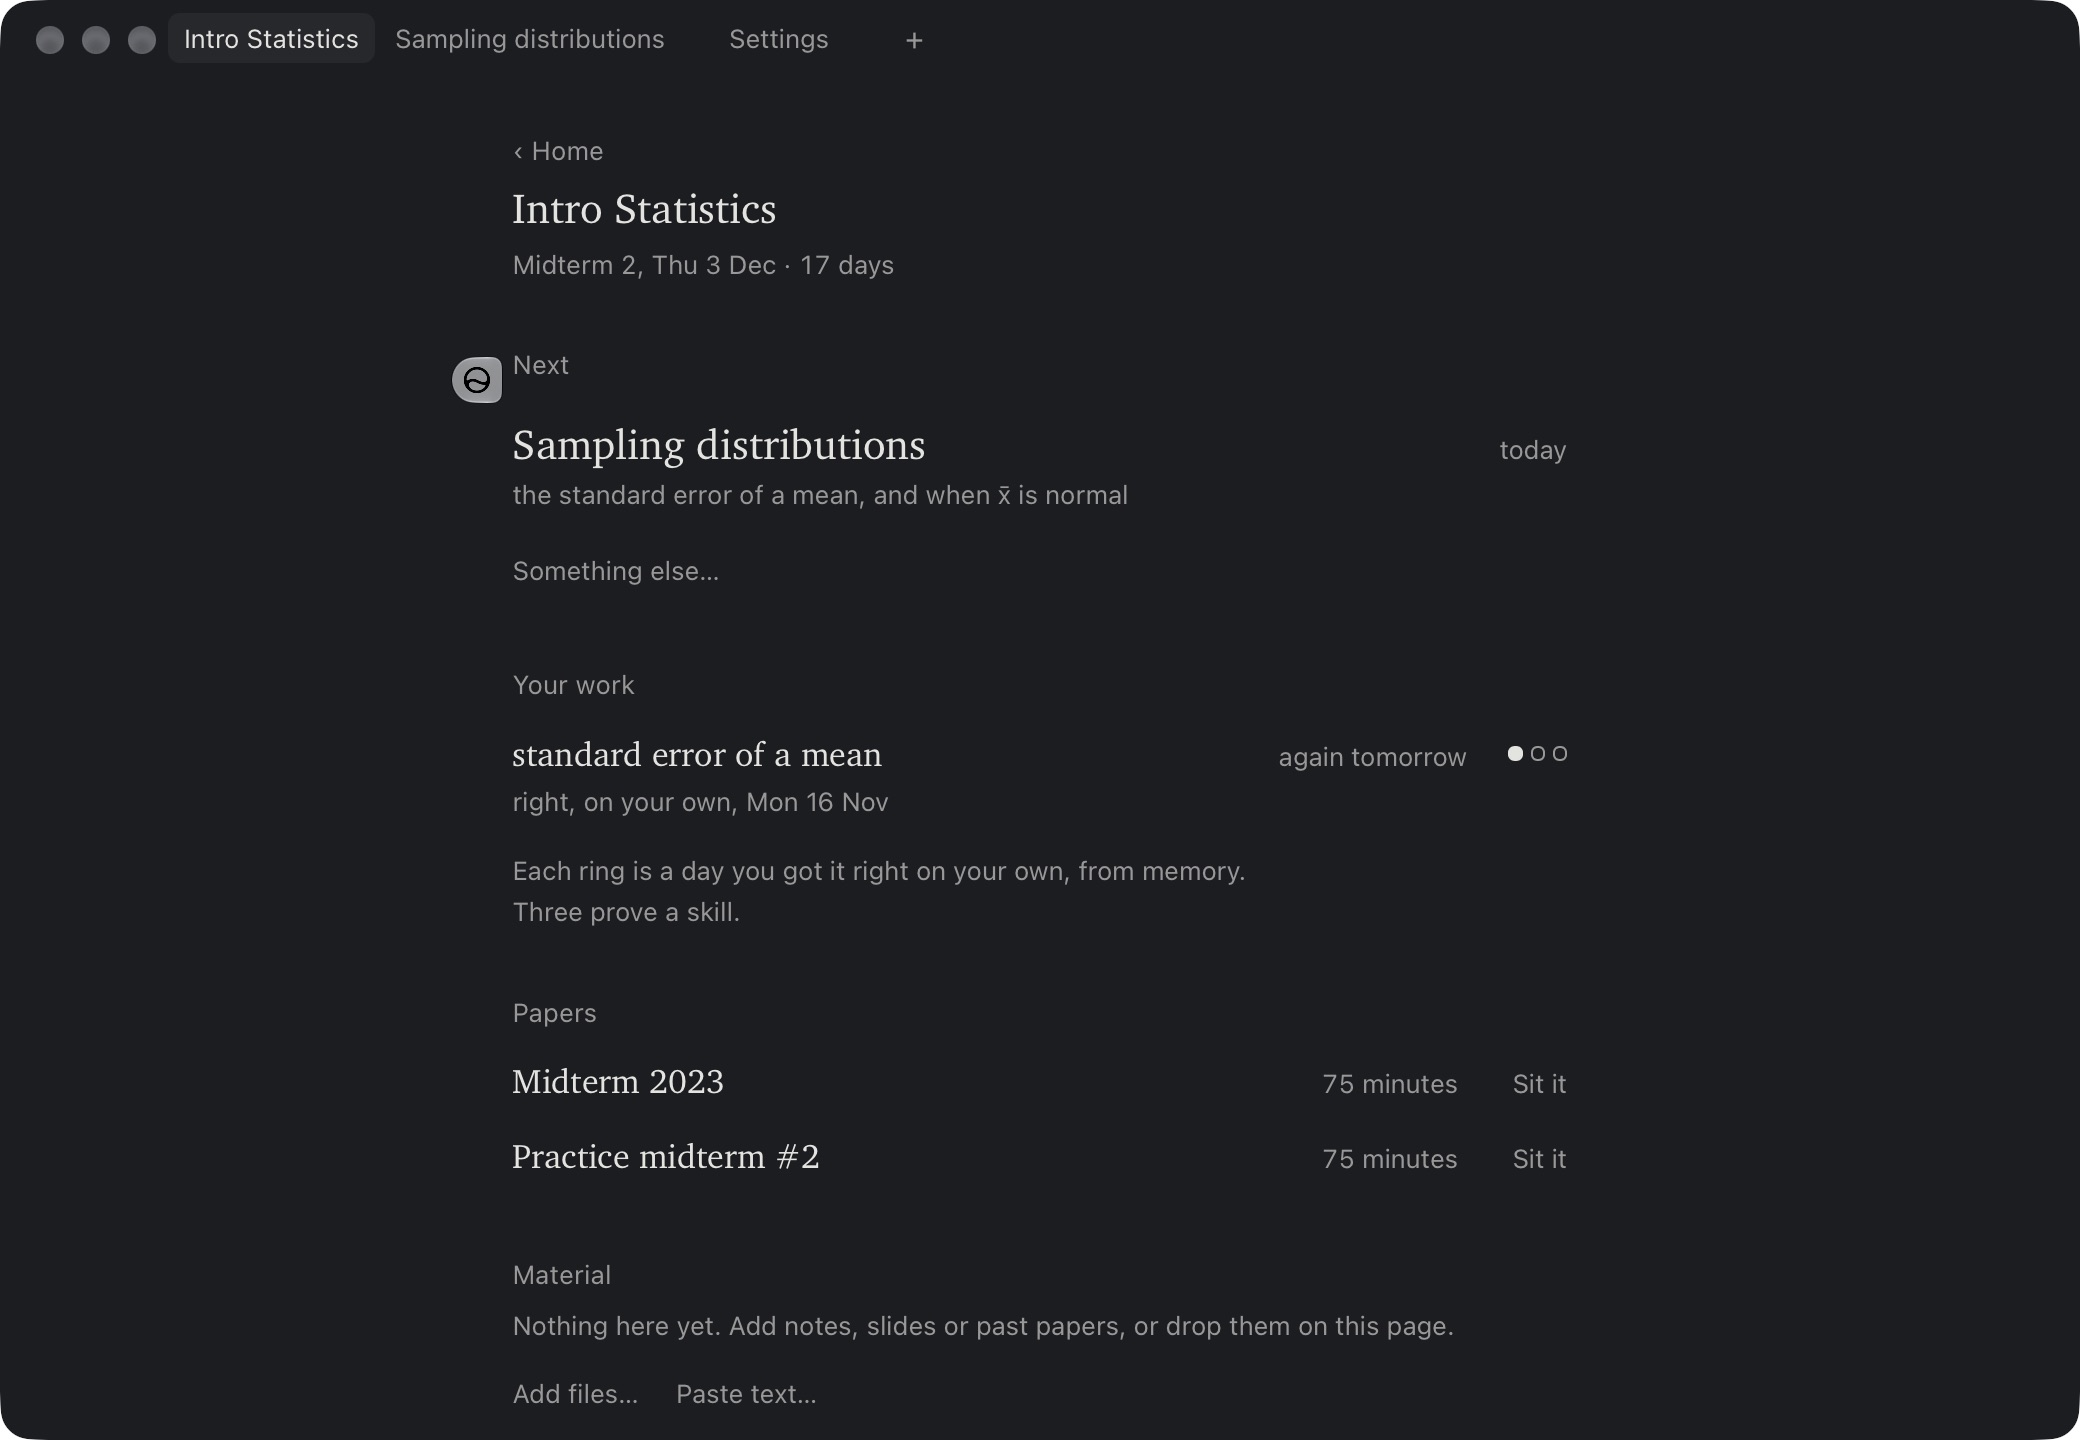 Intro Statistics
Sampling distributions
Settings
+
‹ Home
Intro Statistics
Midterm 2, Thu 3 Dec · 17 days
Next
Sampling distributions
today
the standard error of a mean, and when x̄ is normal
Something else…
Your work
standard error of a mean
again tomorrow
right, on your own, Mon 16 Nov
Each ring is a day you got it right on your own, from memory.
Three prove a skill.
Papers
Midterm 2023
75 minutes
Sit it
Practice midterm #2
75 minutes
Sit it
Material
Nothing here yet. Add notes, slides or past papers, or drop them on this page.
Add files…
Paste text…